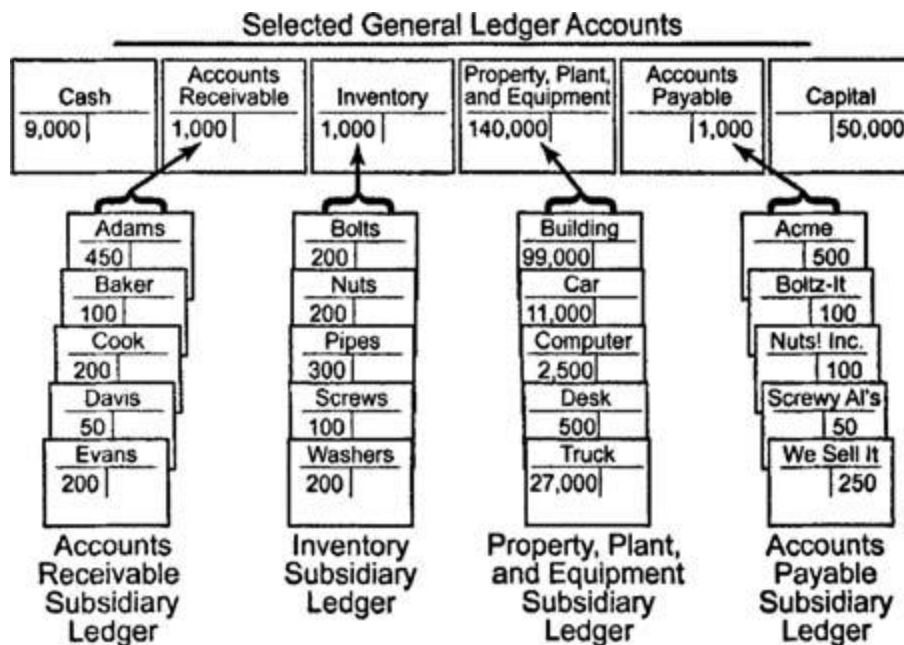 Selected General Ledger Accounts
Cash
9,000
Accounts
Receivable
1,000
Inventory
1,000
Property, Plant,
and Equipment
140,000
Accounts
Payable
1,000
Capital
50,000
Adams
450
Baker
100
Cook
200
Davis
50
Evans
200
Accounts
Receivable
Subsidiary
Ledger
Bolts
200
Nuts
200
Pipes
300
Screws
100
Washers
200
Inventory
Subsidiary
Ledger
Building
99,000
Car
11,000
Computer
2,500
Desk
500
Truck
27,000
Property, Plant,
and Equipment
Subsidiary
Ledger
Acme
500
Boltz-It
100
Nuts! Inc.
100
Screwy Al's
50
We Sell It
250
Accounts
Payable
Subsidiary
Ledger